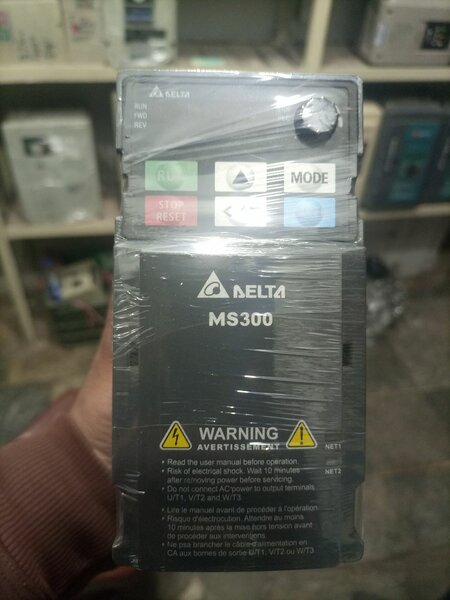 DELTA
RUN
FWD
REV
RUN
MODE
STOP
RESET
DELTA
MS300
WARNING
AVERTISSEMENT
NET1
NET2
• Read the user manual before operation.
• Risk of electrical shock. Wait 10 minutes
after removing power before servicing.
• Do not connect AC power to output terminals
U/T1, V/T2 and W/T3
• Lire le manuel avant de procéder à l'opération.
• Risque d'électrocution. Attendre au moins
10 minutes après la mise hors tension avant
de procéder aux interventions
• Ne pas brancher le câble d'alimentation en
CA aux bornes de sortie U/T1, V/T2 ou W/T3